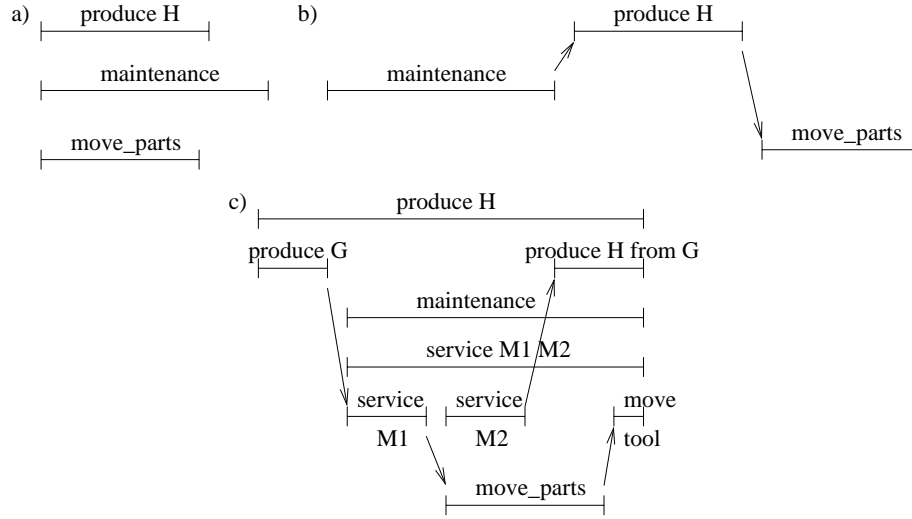 a)
produce H
maintenance
move_parts
b)
produce H
maintenance
move_parts
c)
produce H
produce G
produce H from G
maintenance
service M1 M2
service
M1
service
M2
move
tool
move_parts